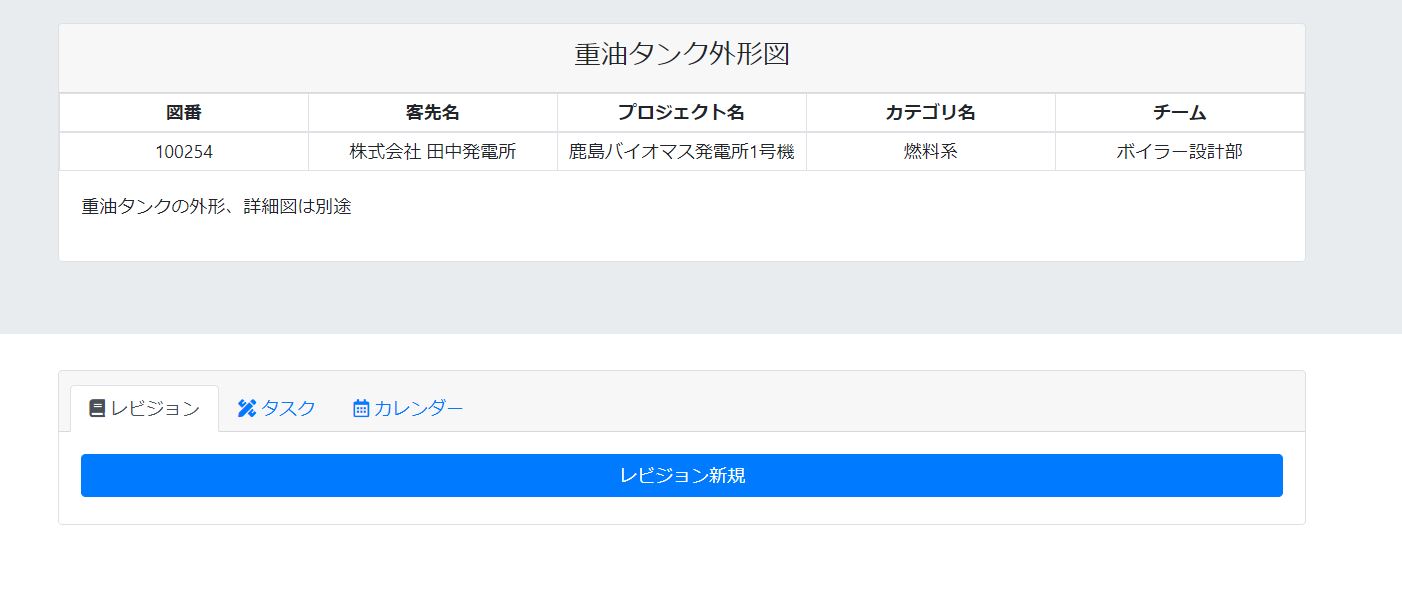 重油タンク外形図
図番 客先名 プロジェクト名 カテゴリ名 チーム
100254 株式会社 田中発電所 鹿島バイオマス発電所1号機 燃料系 ボイラー設計部
重油タンクの外形、詳細図は別途
レビジョン タスク カレンダー
レビジョン新規